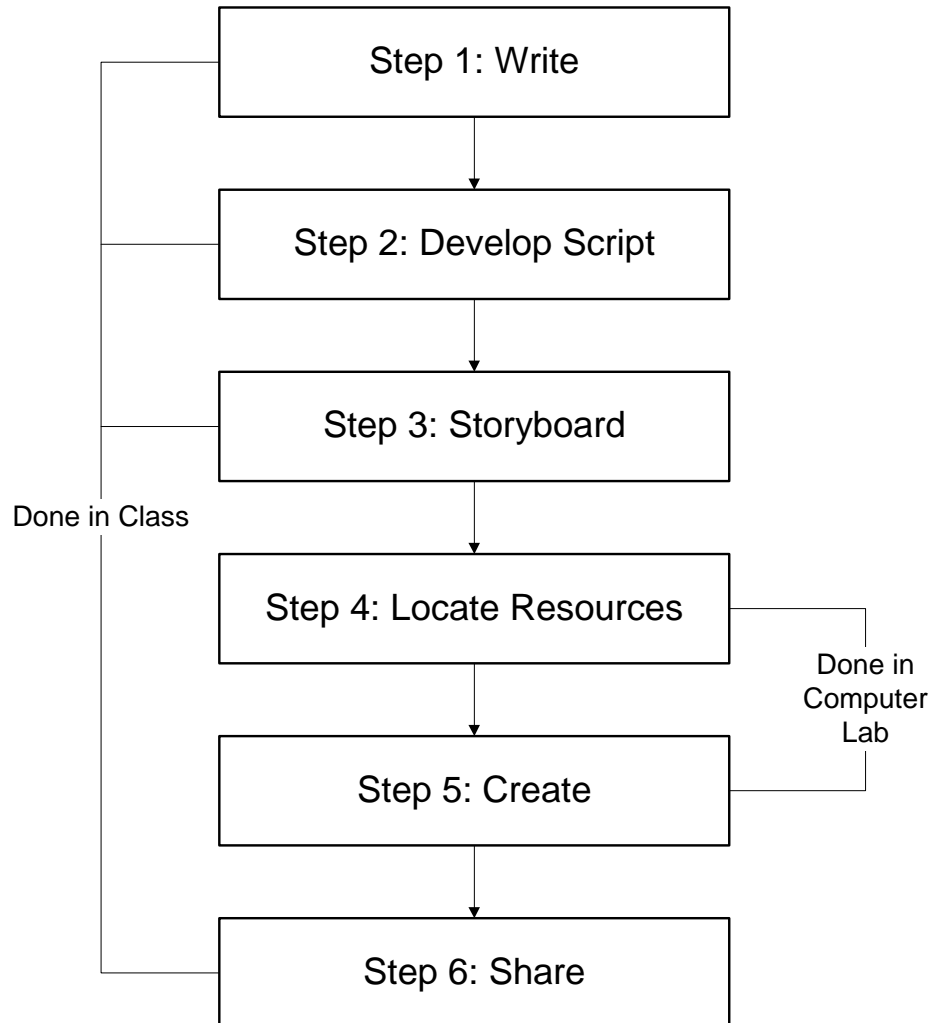 Step 1: Write
Step 2: Develop Script
Step 3: Storyboard
Done in Class
Step 4: Locate Resources
Done in
Computer
Lab
Step 5: Create
Step 6: Share